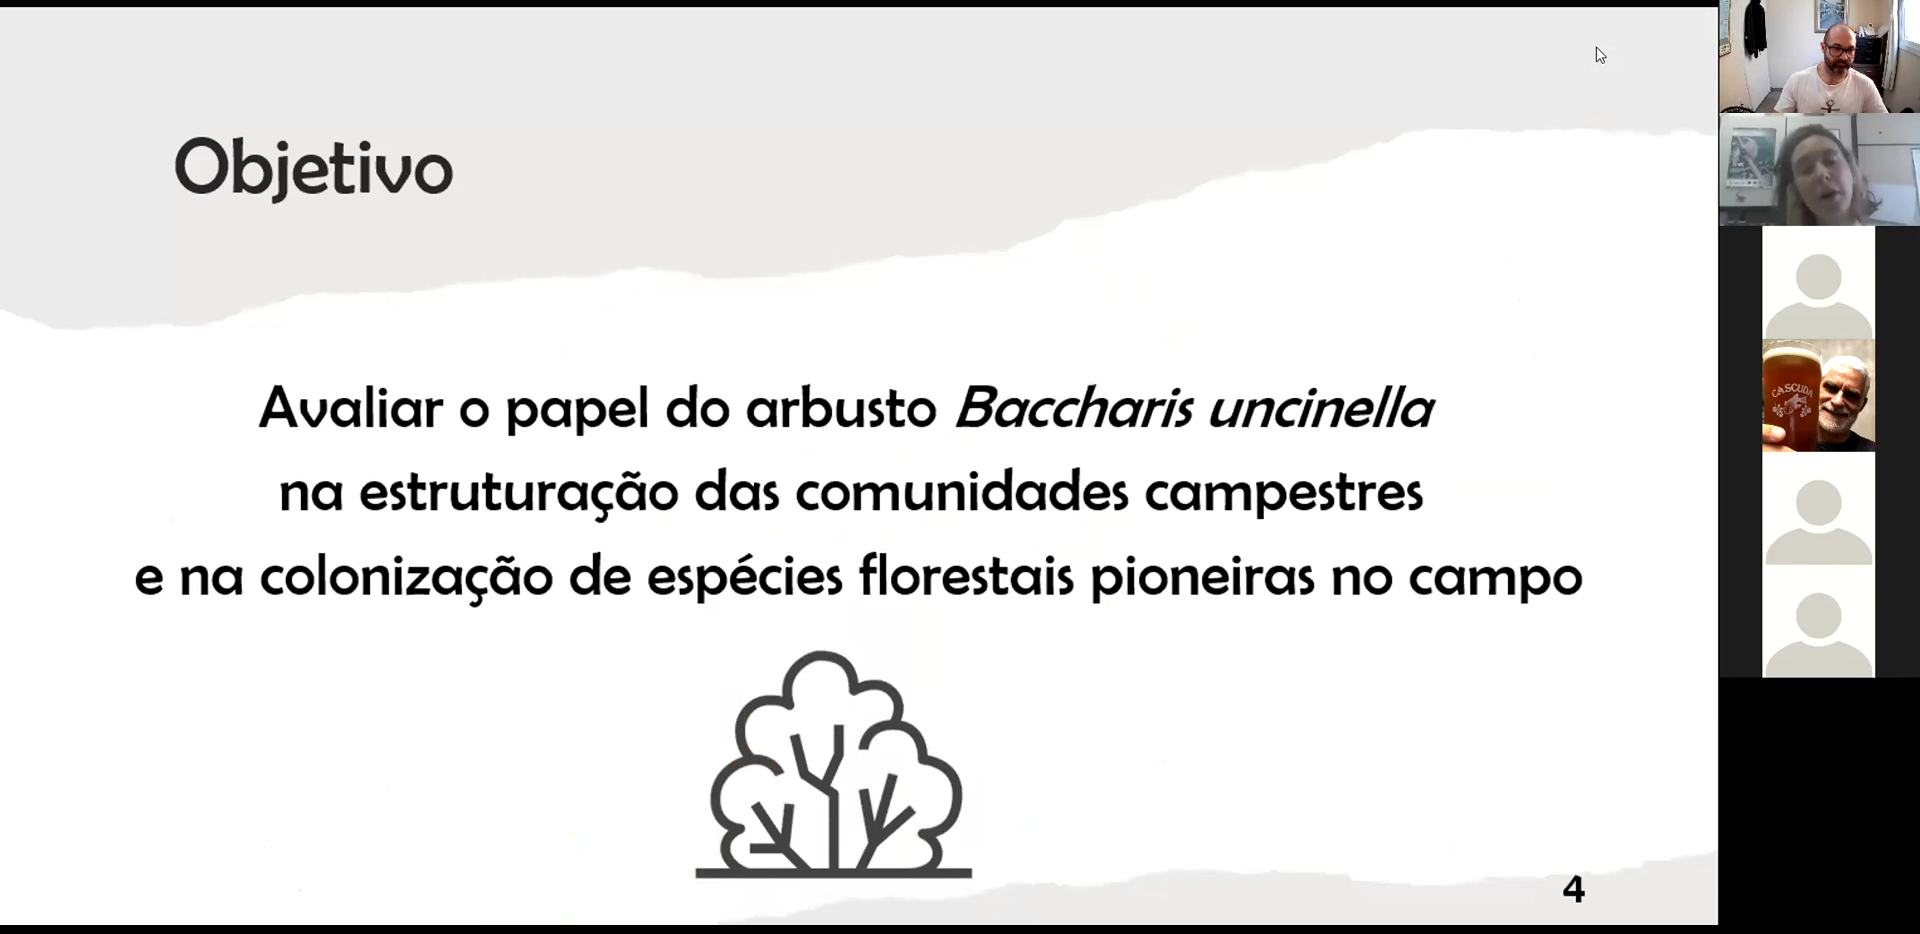 Objetivo
Avaliar o papel do arbusto Baccharis uncinella
na estruturação das comunidades campestres
e na colonização de espécies florestais pioneiras no campo
4
CASCUDA